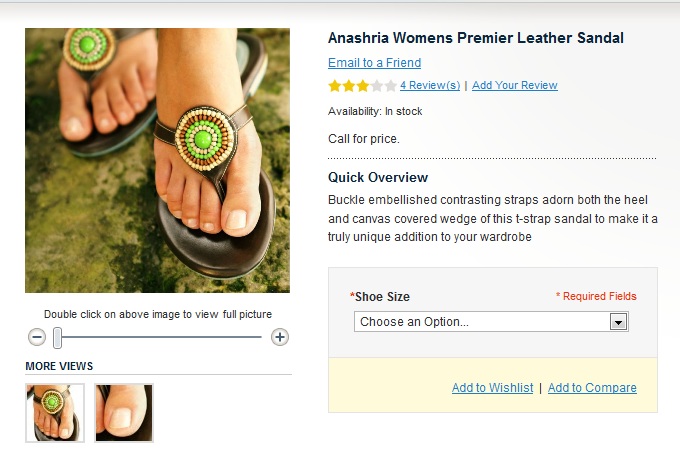 Anashria Womens Premier Leather Sandal
Email to a Friend
4 Review(s) | Add Your Review
Availability: In stock
Call for price.
Quick Overview
Buckle embellished contrasting straps adorn both the heel
and canvas covered wedge of this t-strap sandal to make it a
truly unique addition to your wardrobe
*Shoe Size
* Required Fields
Choose an Option...
Add to Wishlist | Add to Compare
Double click on above image to view full picture
MORE VIEWS